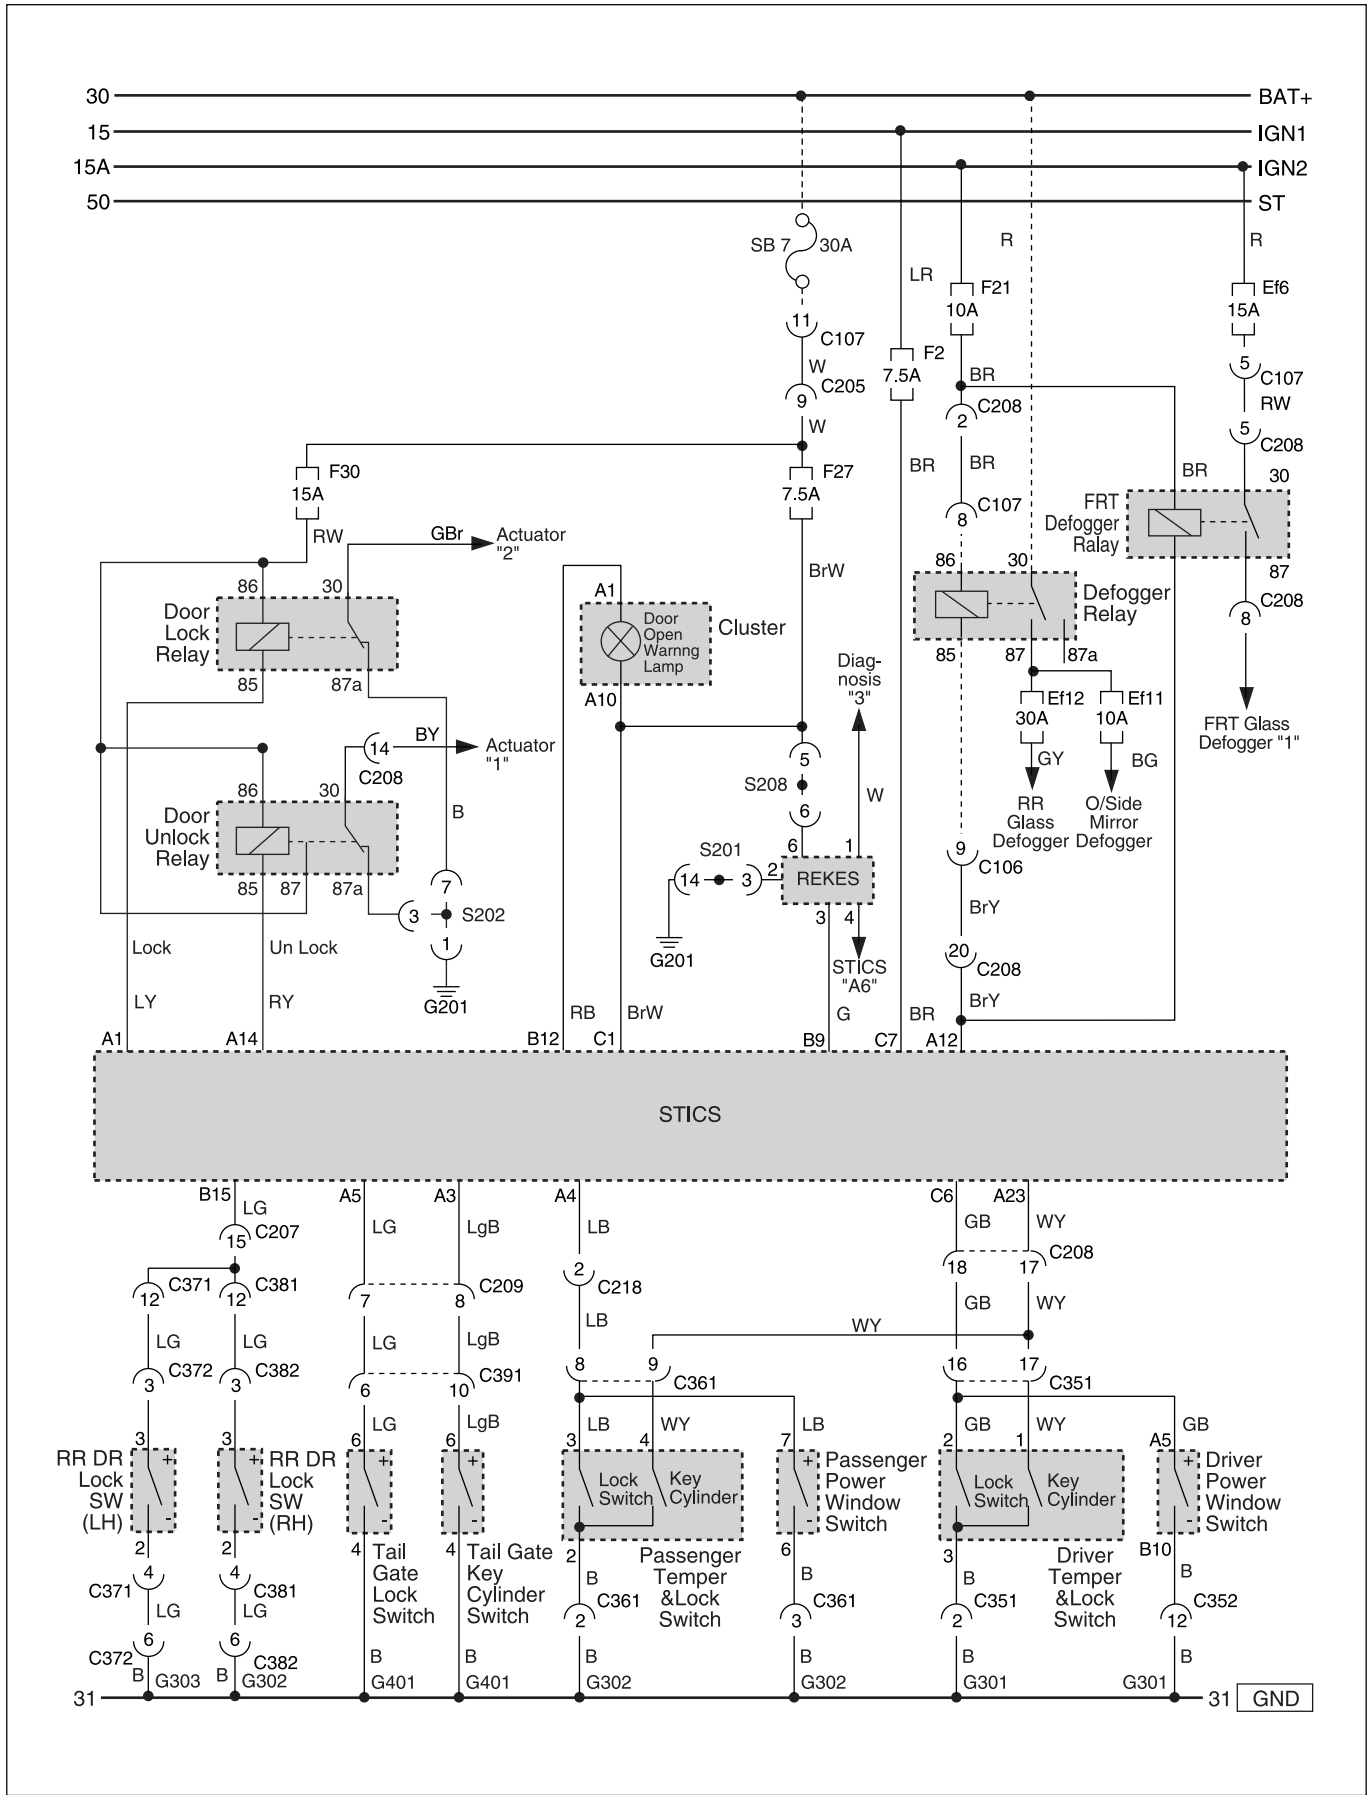 30
BAT+
15
IGN1
15A
IGN2
50
ST
SB 7
30A
R
R
LR
F21
10A
Ef6
15A
11
C107
W
C205
9
W
F2
7.5A
BR
C208
2
5
C107
RW
5
C208
F30
15A
F27
7.5A
BR
BR
BR
30
RW
GBr
Actuator
"2"
C107
8
FRT
Defogger
Ralay
87
86
30
BrW
86
30
C208
8
Door
Lock
Relay
A1
Door
Open
Warnng
Lamp
Cluster
Defogger
Relay
85
87a
A10
85
87
87a
Diag-
nosis
"3"
Ef12
30A
Ef11
10A
FRT Glass
Defogger "1"
14
BY
C208
Actuator
"1"
5
S208
6
W
GY
BG
86
30
RR
Glass
Defogger
O/Side
Mirror
Defogger
Door
Unlock
Relay
B
85
87
87a
7
3
S202
1
G201
S201
14
3
2
6
1
REKES
3
4
G201
STICS
"A6"
9
C106
BrY
20
C208
BrY
Lock
Un Lock
LY
RY
RB
BrW
G
BR
A1
A14
B12
C1
B9
C7
A12
STICS
B15
A5
A3
A4
C6
A23
LG
C207
15
LG
LgB
LB
GB
WY
C208
18
17
C371
12
C381
12
C209
7
8
2
C218
GB
WY
LG
LG
LG
LgB
LB
WY
C372
3
C382
3
C391
6
10
8
9
C361
16
17
C351
LG
LgB
LB
WY
LB
GB
WY
GB
3
3
6
6
3
4
7
2
1
A5
RR DR
Lock
SW
(LH)
+
-
+
-
RR DR
Lock
SW
(RH)
+
-
+
-
Lock
Switch
Key
Cylinder
+
-
Passenger
Power
Window
Switch
Lock
Switch
Key
Cylinder
+
-
Driver
Power
Window
Switch
2
2
4
Tail
Gate
Lock
Switch
4
Tail Gate
Key
Cylinder
Switch
2
Passenger
Temper
&Lock
Switch
6
3
Driver
Temper
&Lock
Switch
B10
4
C371
4
C381
B
B
B
B
LG
LG
C361
2
C361
3
C351
2
C352
12
6
C372
6
C382
B
G303
B
G302
B
G401
B
G401
B
G302
B
G302
B
G301
B
G301
31
31
GND